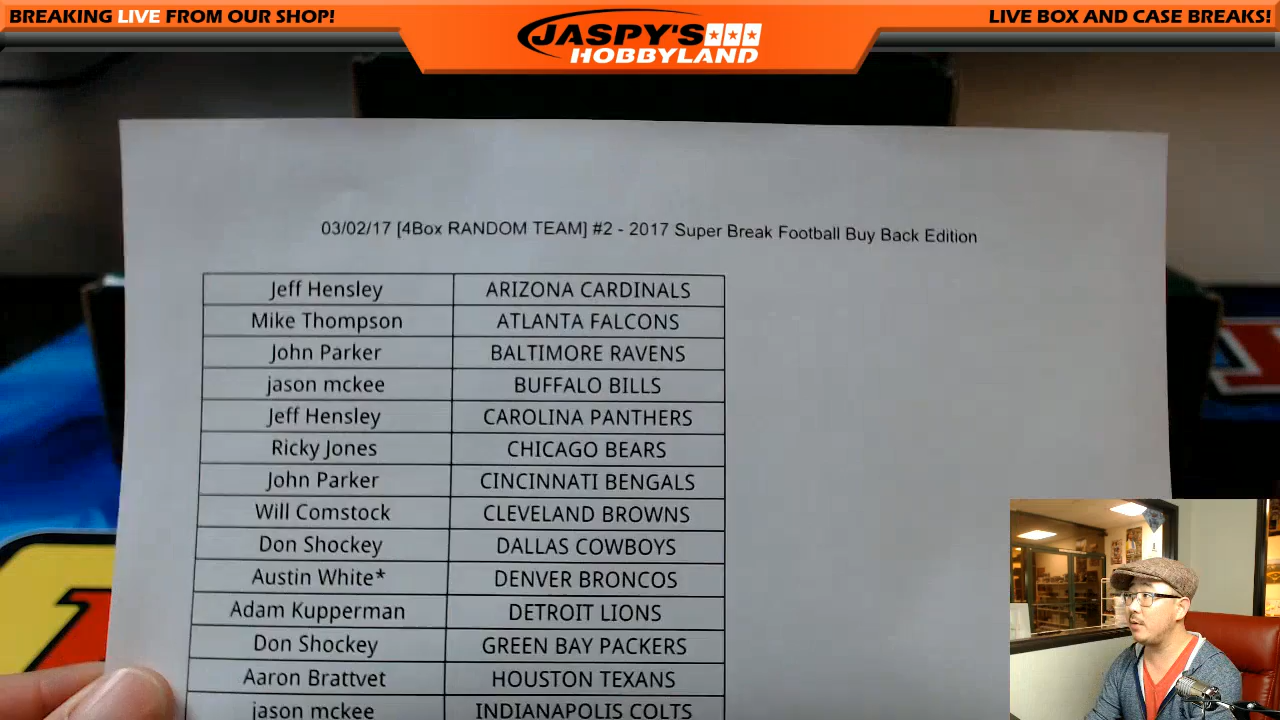 BREAKING LIVE FROM OUR SHOP!
JASPY'S
HOBBYLAND
LIVE BOX AND CASE BREAKS!
03/02/17 [4Box RANDOM TEAM] #2 - 2017 Super Break Football Buy Back Edition
Jeff Hensley ARIZONA CARDINALS
Mike Thompson ATLANTA FALCONS
John Parker BALTIMORE RAVENS
jason mckee BUFFALO BILLS
Jeff Hensley CAROLINA PANTHERS
Ricky Jones CHICAGO BEARS
John Parker CINCINNATI BENGALS
Will Comstock CLEVELAND BROWNS
Don Shockey DALLAS COWBOYS
Austin White* DENVER BRONCOS
Adam Kupperman DETROIT LIONS
Don Shockey GREEN BAY PACKERS
Aaron Brattvet HOUSTON TEXANS
jason mckee INDIANAPOLIS COLTS